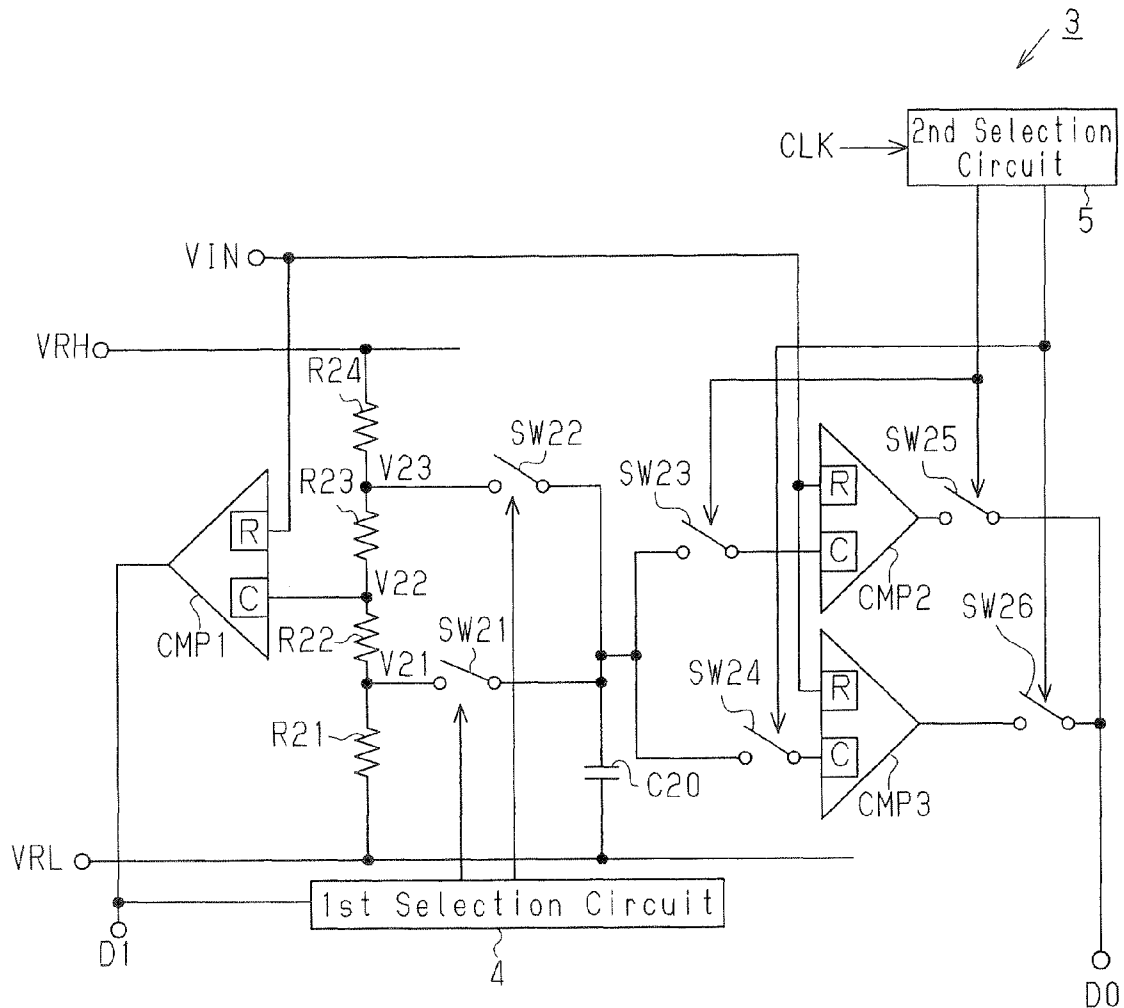 3
2nd Selection
Circuit
CLK
5
VIN
VRH
R24
SW22
V23
R23
SW23
SW25
R
R
C
C
V22
CMP1
CMP2
SW21
SW26
R22
V21
SW24
R
R21
C
C20
CMP3
VRL
1st Selection Circuit
D1
4
D0